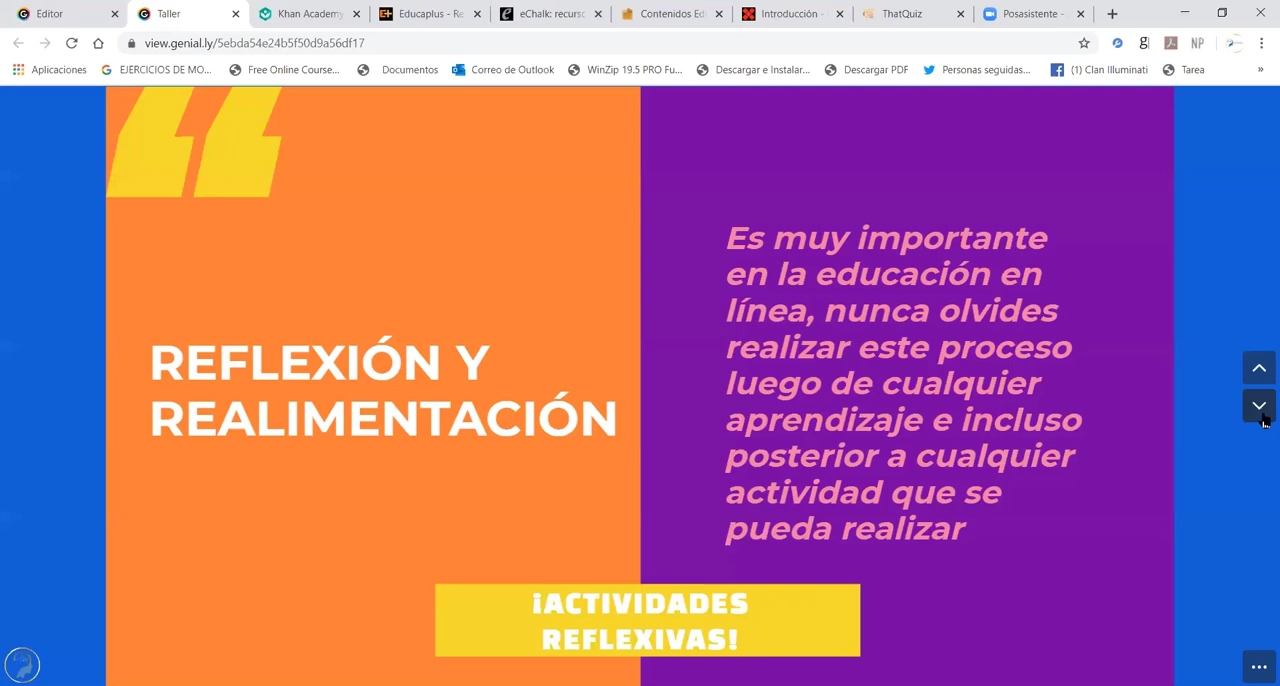 Editor
Taller
Khan Academy
Educaplus - Re
eChalk: recurso
Contenidos Ed
Introducción -
ThatQuiz
Posasistente -
view.genial.ly/5ebda54e24b5f50d9a56df17
NP
Aplicaciones
EJERCICIOS DE MO...
Free Online Course...
Documentos
Correo de Outlook
WinZip 19.5 PRO Fu...
Descargar e Instalar...
Descargar PDF
Personas seguidas...
(1) Clan Illuminati
Tarea
»
REFLEXIÓN Y
REALIMENTACIÓN
Es muy importante
en la educación en
línea, nunca olvides
realizar este proceso
luego de cualquier
aprendizaje e incluso
posterior a cualquier
actividad que se
pueda realizar
¡ACTIVIDADES
REFLEXIVAS!